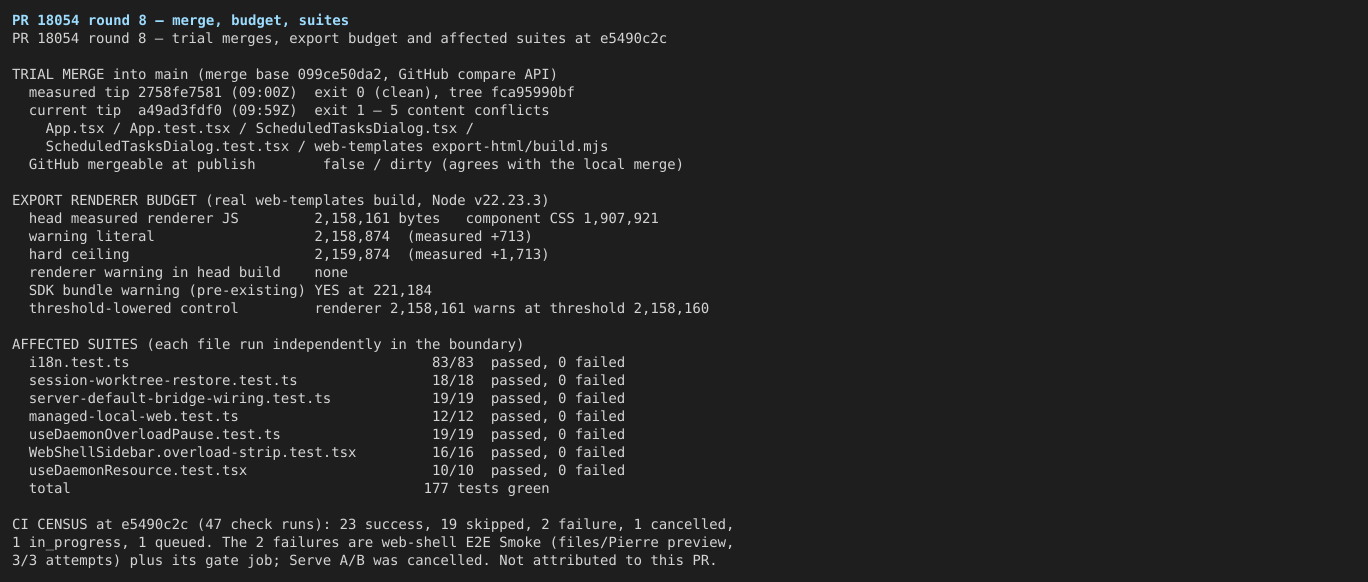 PR 18054 round 8 — merge, budget, suites
PR 18054 round 8 — trial merges, export budget and affected suites at e5490c2c
TRIAL MERGE into main (merge base 099ce50da2, GitHub compare API)
measured tip 2758fe7581 (09:00Z)  exit 0 (clean), tree fca95990bf
current tip  a49ad3fdf0 (09:59Z)  exit 1 — 5 content conflicts
App.tsx / App.test.tsx / ScheduledTasksDialog.tsx /
ScheduledTasksDialog.test.tsx / web-templates export-html/build.mjs
GitHub mergeable at publish        false / dirty (agrees with the local merge)
EXPORT RENDERER BUDGET (real web-templates build, Node v22.23.3)
head measured renderer JS         2,158,161 bytes   component CSS 1,907,921
warning literal                   2,158,874  (measured +713)
hard ceiling                      2,159,874  (measured +1,713)
renderer warning in head build    none
SDK bundle warning (pre-existing) YES at 221,184
threshold-lowered control         renderer 2,158,161 warns at threshold 2,158,160
AFFECTED SUITES (each file run independently in the boundary)
i18n.test.ts                                    83/83  passed, 0 failed
session-worktree-restore.test.ts                18/18  passed, 0 failed
server-default-bridge-wiring.test.ts            19/19  passed, 0 failed
managed-local-web.test.ts                       12/12  passed, 0 failed
useDaemonOverloadPause.test.ts                  19/19  passed, 0 failed
WebShellSidebar.overload-strip.test.tsx         16/16  passed, 0 failed
useDaemonResource.test.tsx                      10/10  passed, 0 failed
total                                          177 tests green
CI CENSUS at e5490c2c (47 check runs): 23 success, 19 skipped, 2 failure, 1 cancelled,
1 in_progress, 1 queued. The 2 failures are web-shell E2E Smoke (files/Pierre preview,
3/3 attempts) plus its gate job; Serve A/B was cancelled. Not attributed to this PR.